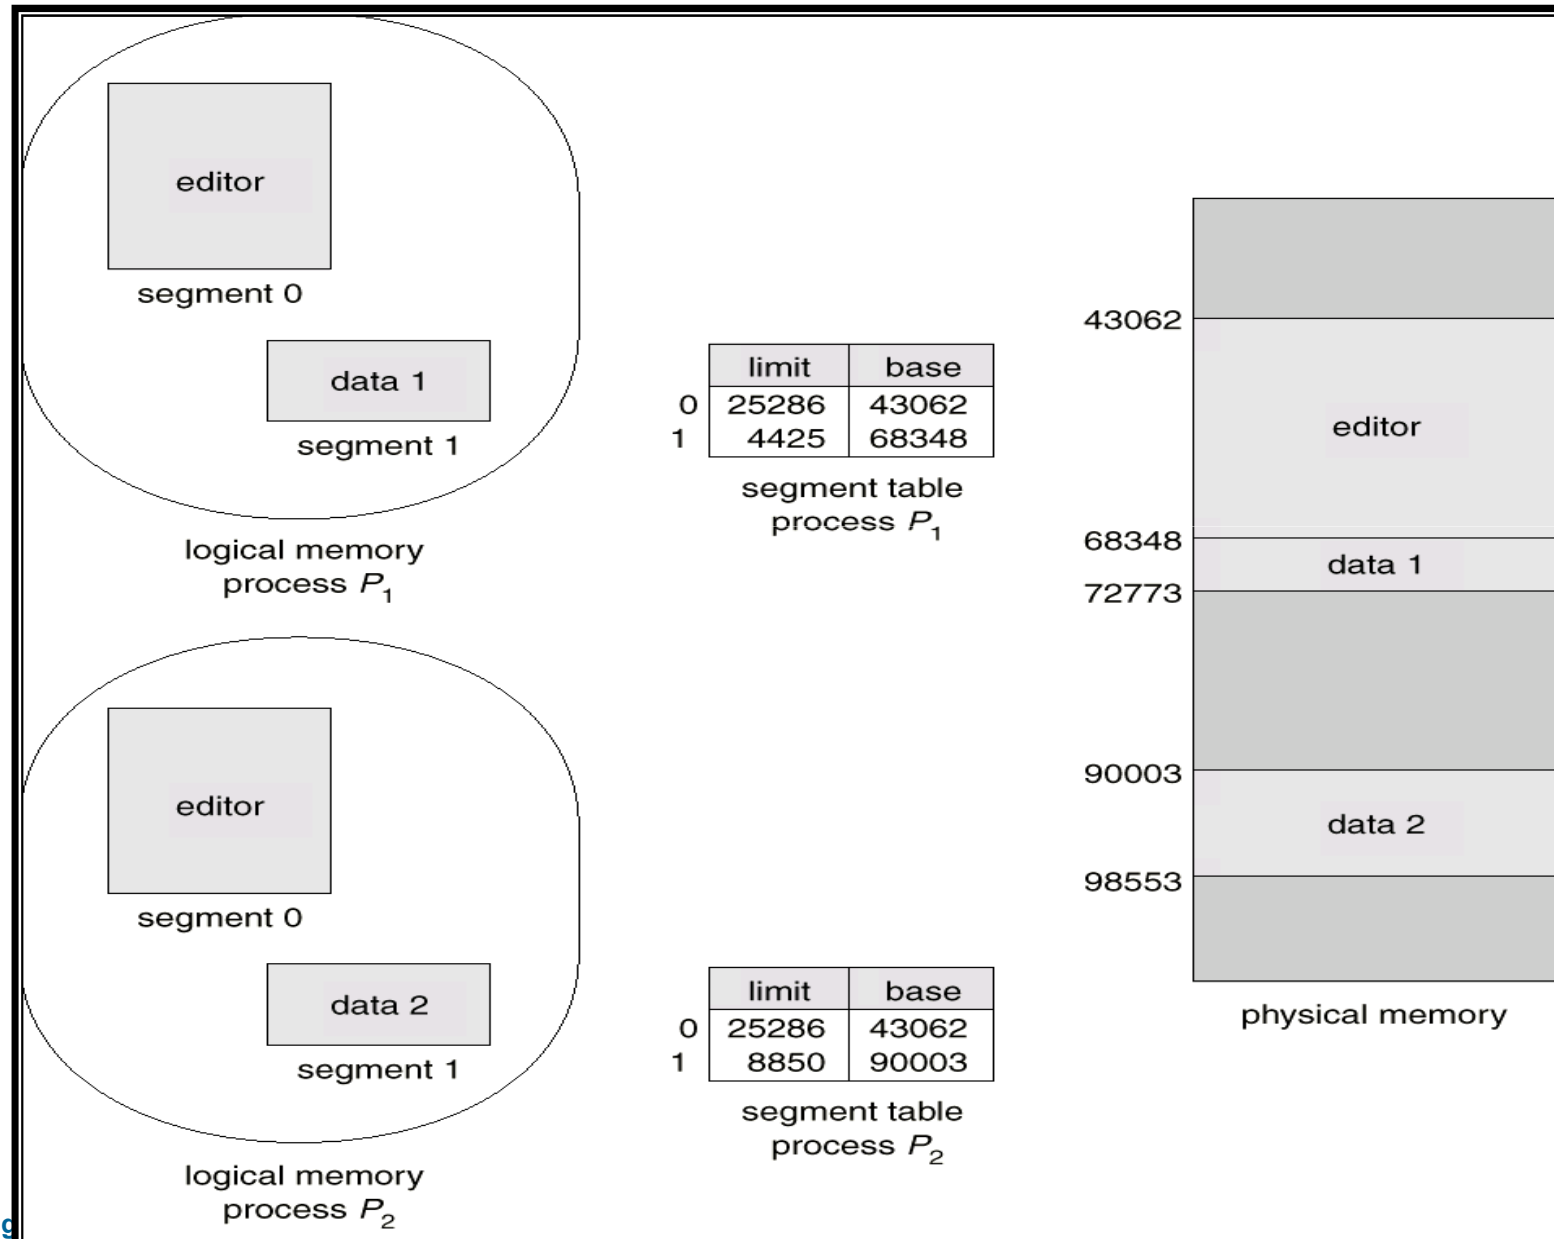 editor
segment 0
data 1
segment 1
logical memory
process P1
limit base
0 25286 43062
1 4425 68348
segment table
process P1
editor
segment 0
data 2
segment 1
logical memory
process P2
limit base
0 25286 43062
1 8850 90003
segment table
process P2
43062
editor
68348
data 1
72773
90003
data 2
98553
physical memory
g